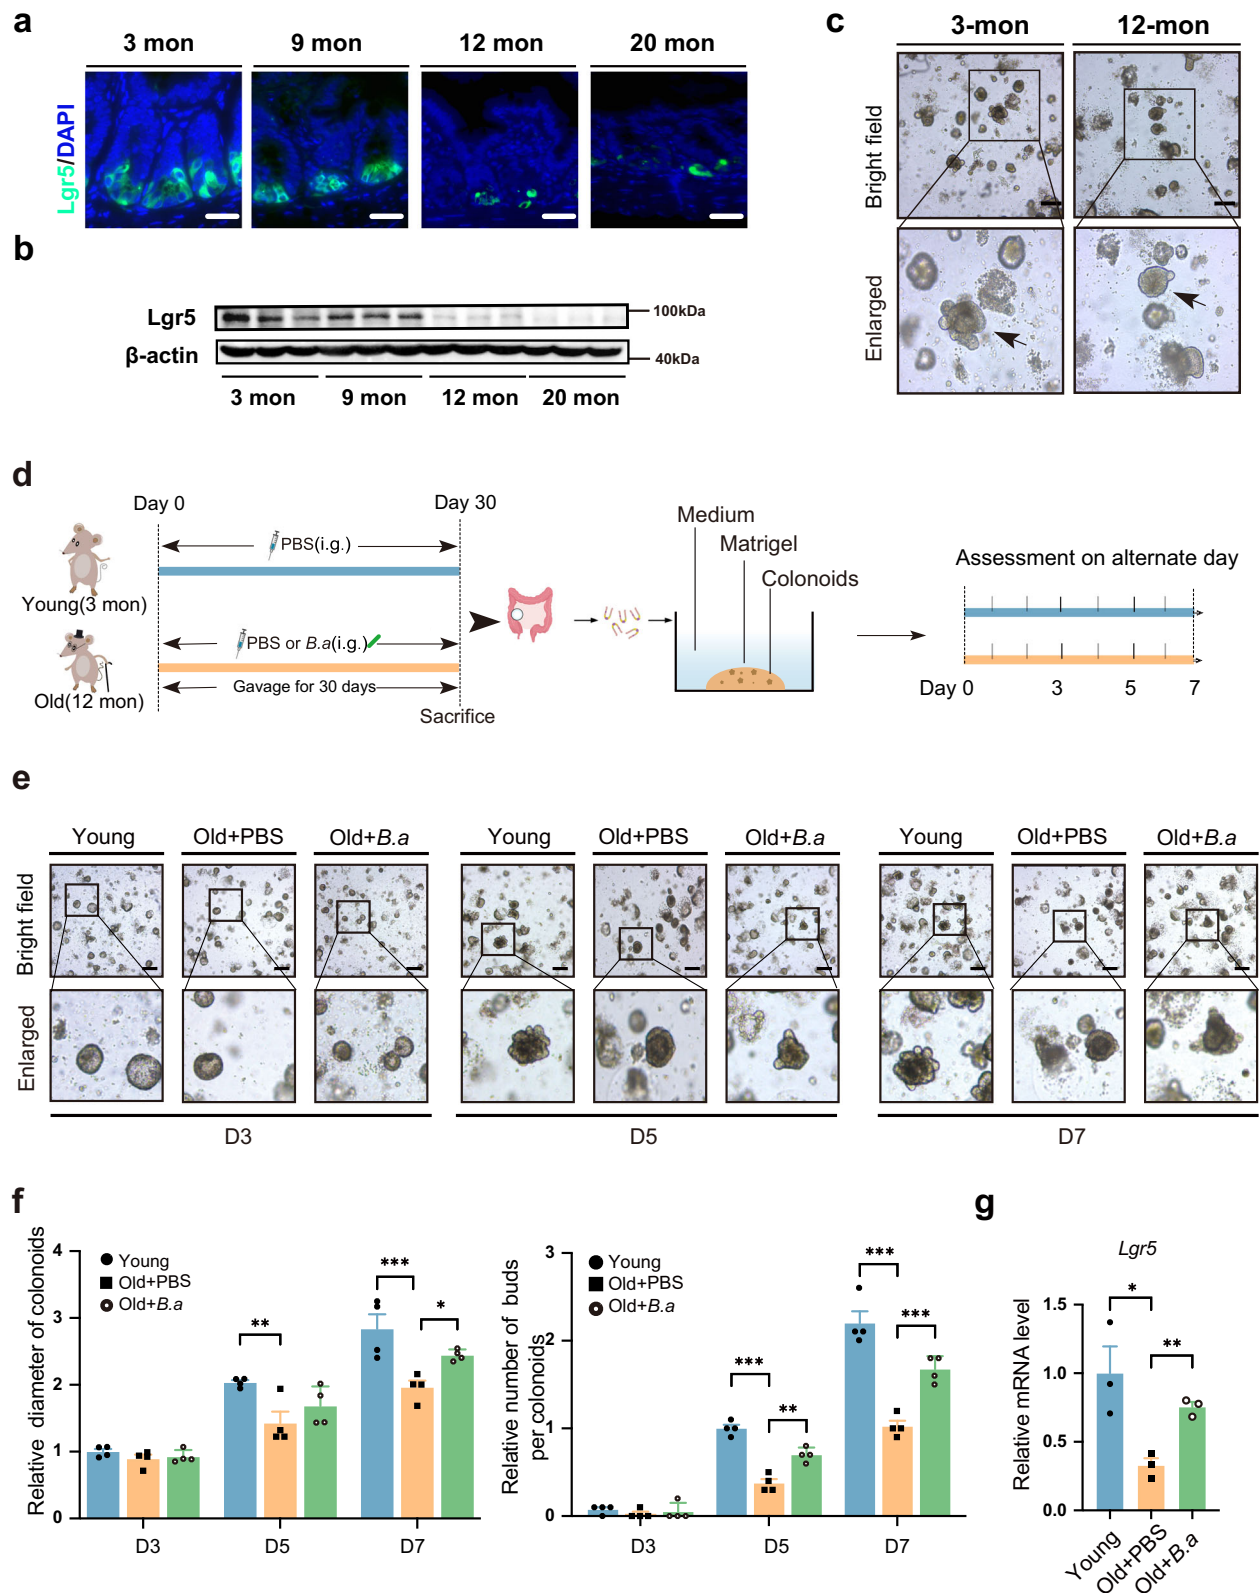 a
3 mon 9 mon 12 mon 20 mon
Lgr5/DAPI
b
Lgr5
100kDa
β-actin
40kDa
3 mon 9 mon 12 mon 20 mon
c
3-mon 12-mon
Bright field
Enlarged
d
Day 0 Day 30
PBS(i.g.)
Young(3 mon)
PBS or B.a(i.g.)
Gavage for 30 days
Old(12 mon)
Sacrifice
Medium
Matrigel
Colonoids
Assessment on alternate day
Day 0 3 5 7
e
Young Old+PBS Old+B.a Young Old+PBS Old+B.a Young Old+PBS Old+B.a
Bright field
Enlarged
D3 D5 D7
f
Relative diameter of colonoids
4
3
2
1
0
Young
Old+PBS
Old+B.a
**
***
*
D3 D5 D7
Relative number of buds
per colonoids
3
2
1
0
Young
Old+PBS
Old+B.a
***
**
***
***
D3 D5 D7
g
Lgr5
Relative mRNA level
1.5
1.0
0.5
0.0
*
**
Young
Old+PBS
Old+B.a